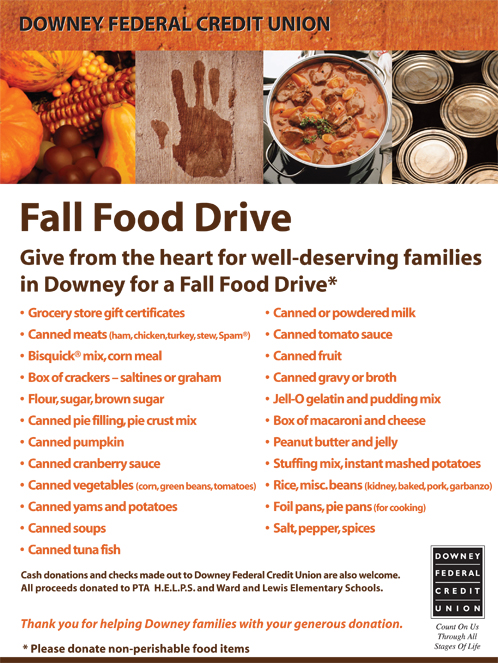 DOWNEY FEDERAL CREDIT UNION
Fall Food Drive
Give from the heart for well-deserving families
in Downey for a Fall Food Drive*
• Grocery store gift certificates
• Canned meats (ham, chicken,turkey, stew, Spam®)
• Bisquick® mix, corn meal
• Box of crackers – saltines or graham
• Flour, sugar, brown sugar
• Canned pie filling, pie crust mix
• Canned pumpkin
• Canned cranberry sauce
• Canned vegetables (corn, green beans, tomatoes)
• Canned yams and potatoes
• Canned soups
• Canned tuna fish
• Canned or powdered milk
• Canned tomato sauce
• Canned fruit
• Canned gravy or broth
• Jell-O gelatin and pudding mix
• Box of macaroni and cheese
• Peanut butter and jelly
• Stuffing mix, instant mashed potatoes
• Rice, misc. beans (kidney, baked, pork, garbanzo)
• Foil pans, pie pans (for cooking)
• Salt, pepper, spices
Cash donations and checks made out to Downey Federal Credit Union are also welcome.
All proceeds donated to PTA H.E.L.P.S. and Ward and Lewis Elementary Schools.
Thank you for helping Downey families with your generous donation.
* Please donate non-perishable food items
DOWNEY
FEDERAL
CREDIT
UNION
Count On Us
Through All
Stages Of Life